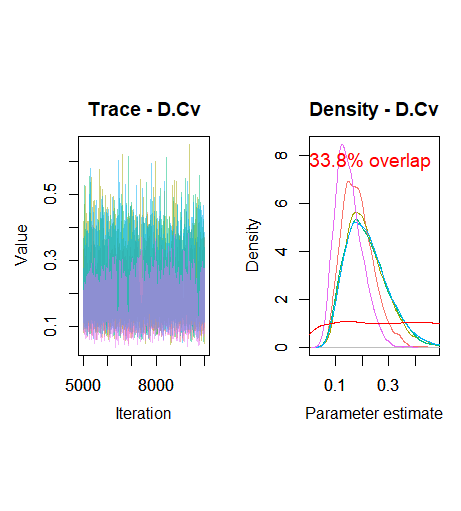 Trace - D.Cv
Value
0.1
0.3
0.5
5000
8000
Iteration
Density - D.Cv
33.8% overlap
Density
0
2
4
6
8
0.1
0.3
Parameter estimate